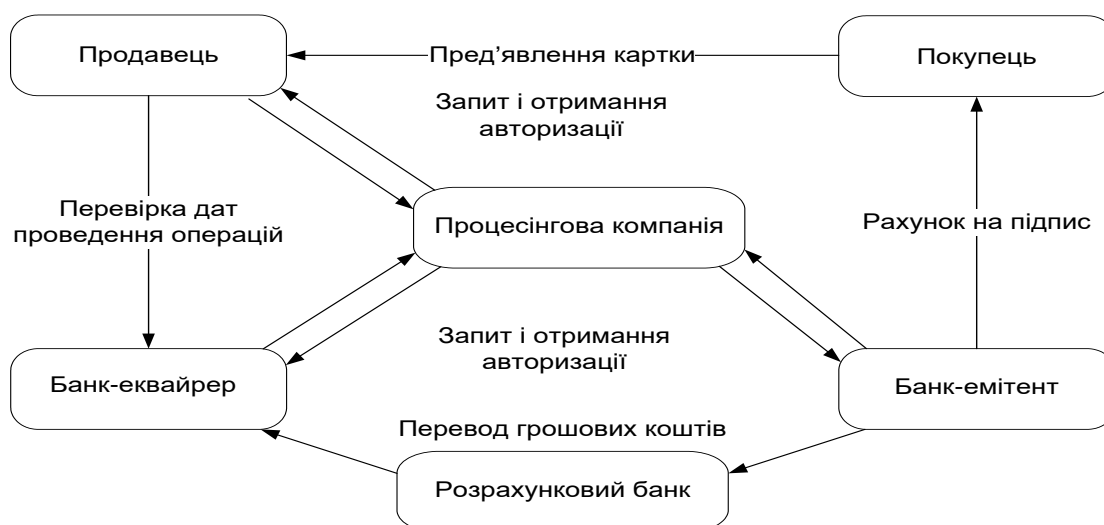 Продавець
Пред’явлення картки
Покупець
Запит і отримання
авторизації
Перевірка дат
проведення операцій
Процесінгова компанія
Рахунок на підпис
Запит і отримання
авторизації
Банк-еквайрер
Банк-емітент
Перевод грошових коштів
Розрахунковий банк